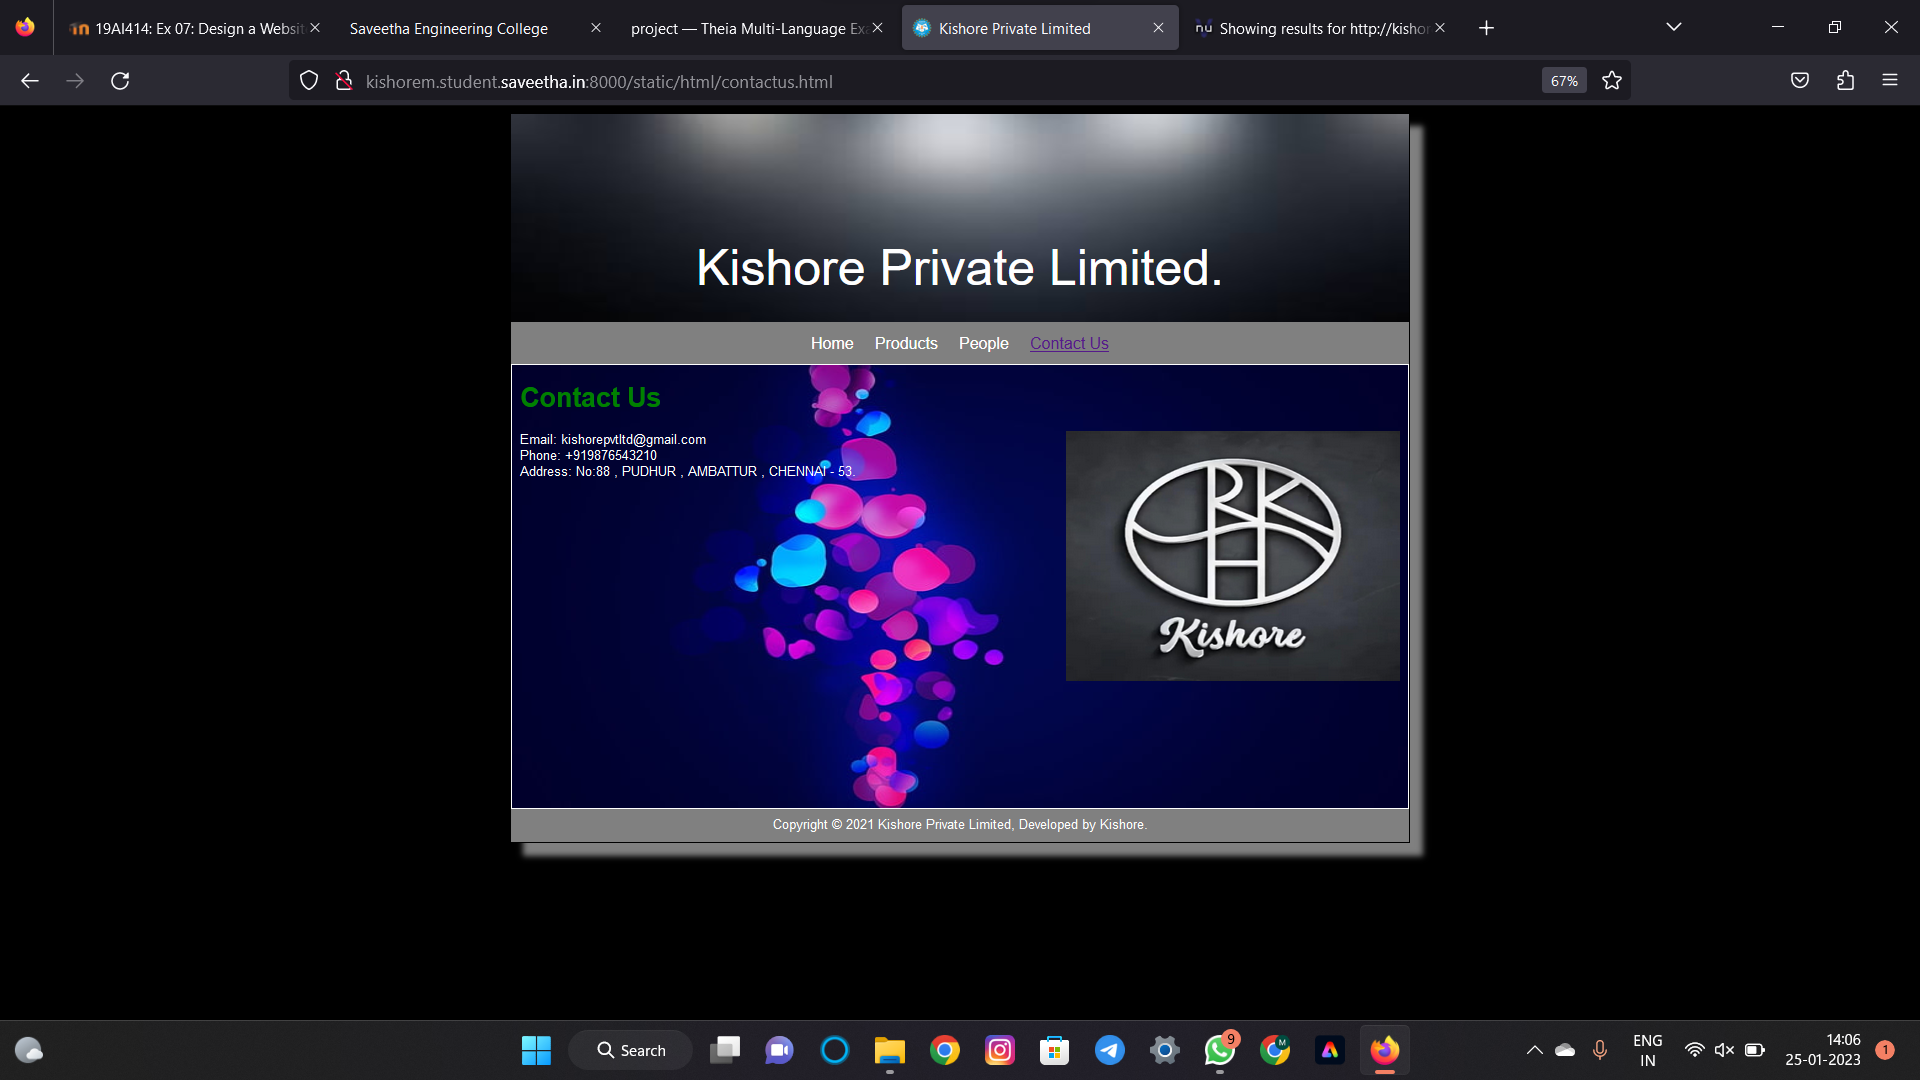 19AI414: Ex 07: Design a Websit
Saveetha Engineering College
project — Theia Multi-Language Exa
Kishore Private Limited
Showing results for http://kishor
kishorem.student.saveetha.in:8000/static/html/contactus.html
67%
Kishore Private Limited.
Home Products People Contact Us
Contact Us
Email: kishorepvtltd@gmail.com
Phone: +919876543210
Address: No:88 , PUDHUR , AMBATTUR , CHENNAI - 53.
RK
H
Kishore
Copyright © 2021 Kishore Private Limited, Developed by Kishore.
Search
9
M
ENG
IN
14:06
25-01-2023
1